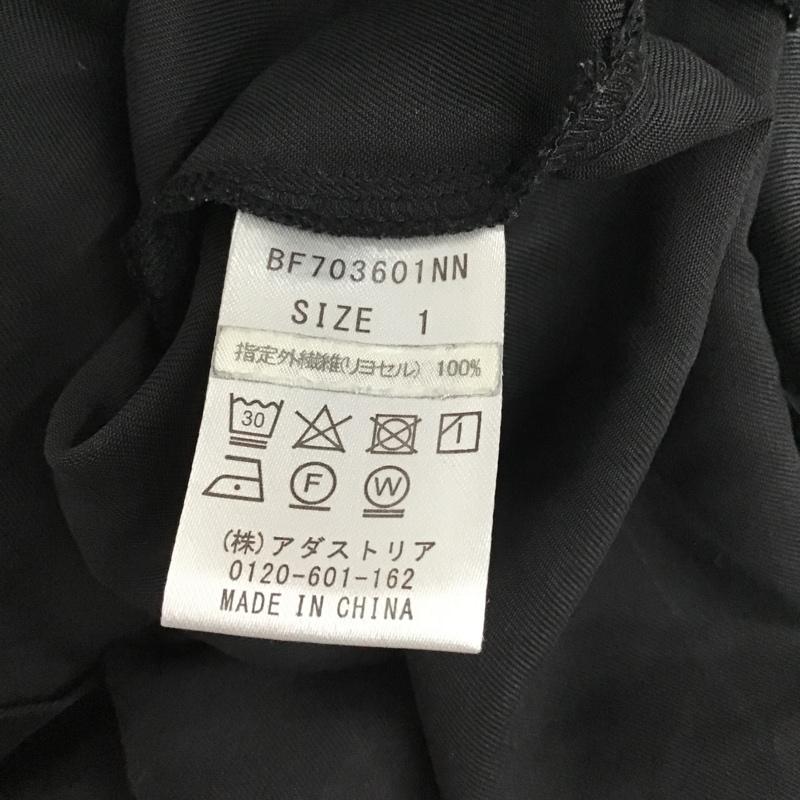 BF703601NN
SIZE 1
指定外繊維(リヨセル) 100%
30
F W
(株)アダストリア
0120-601-162
MADE IN CHINA